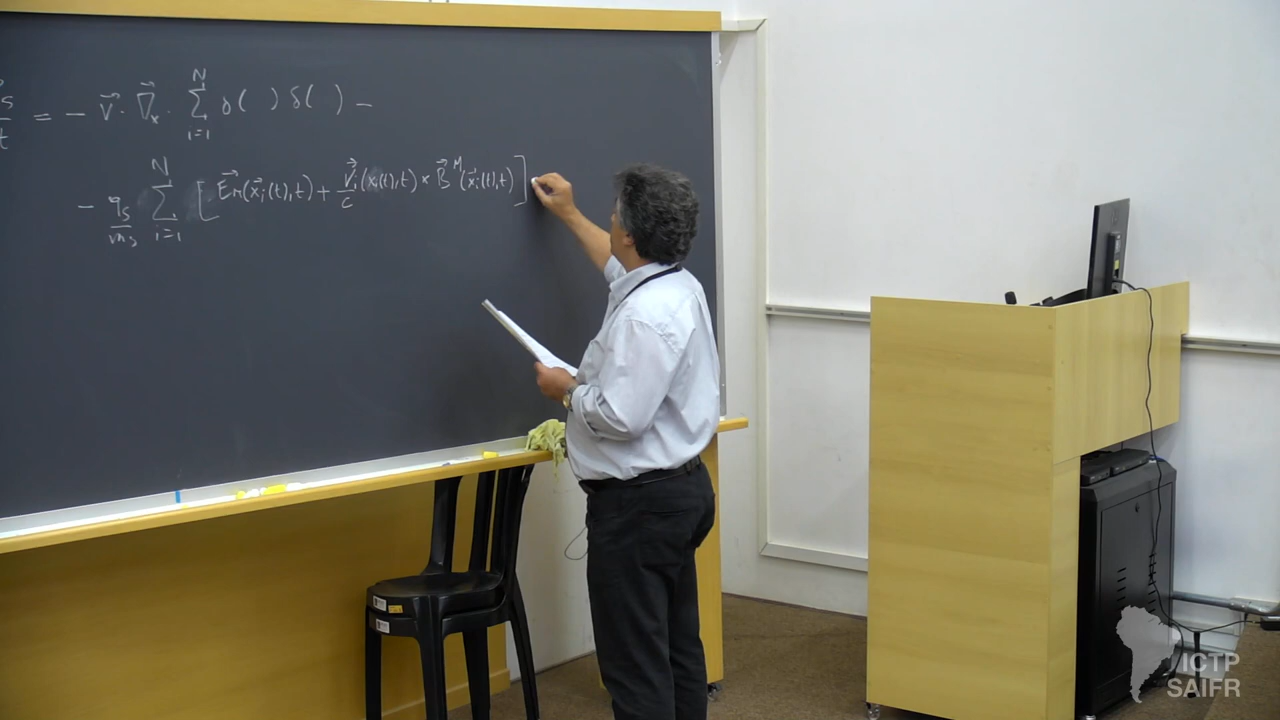 s/t = - v⃗ · ∇⃗ₓ · Σᵢ₌₁ᴺ δ( ) δ( ) -
- qₛ/mₛ Σᵢ₌₁ᴺ [E⃗m(x⃗ᵢ(t),t) + v⃗ᵢ/c (xᵢ(t),t) × B⃗ᴹ(x⃗ᵢ(t),t)]
ICTP
SAIFR